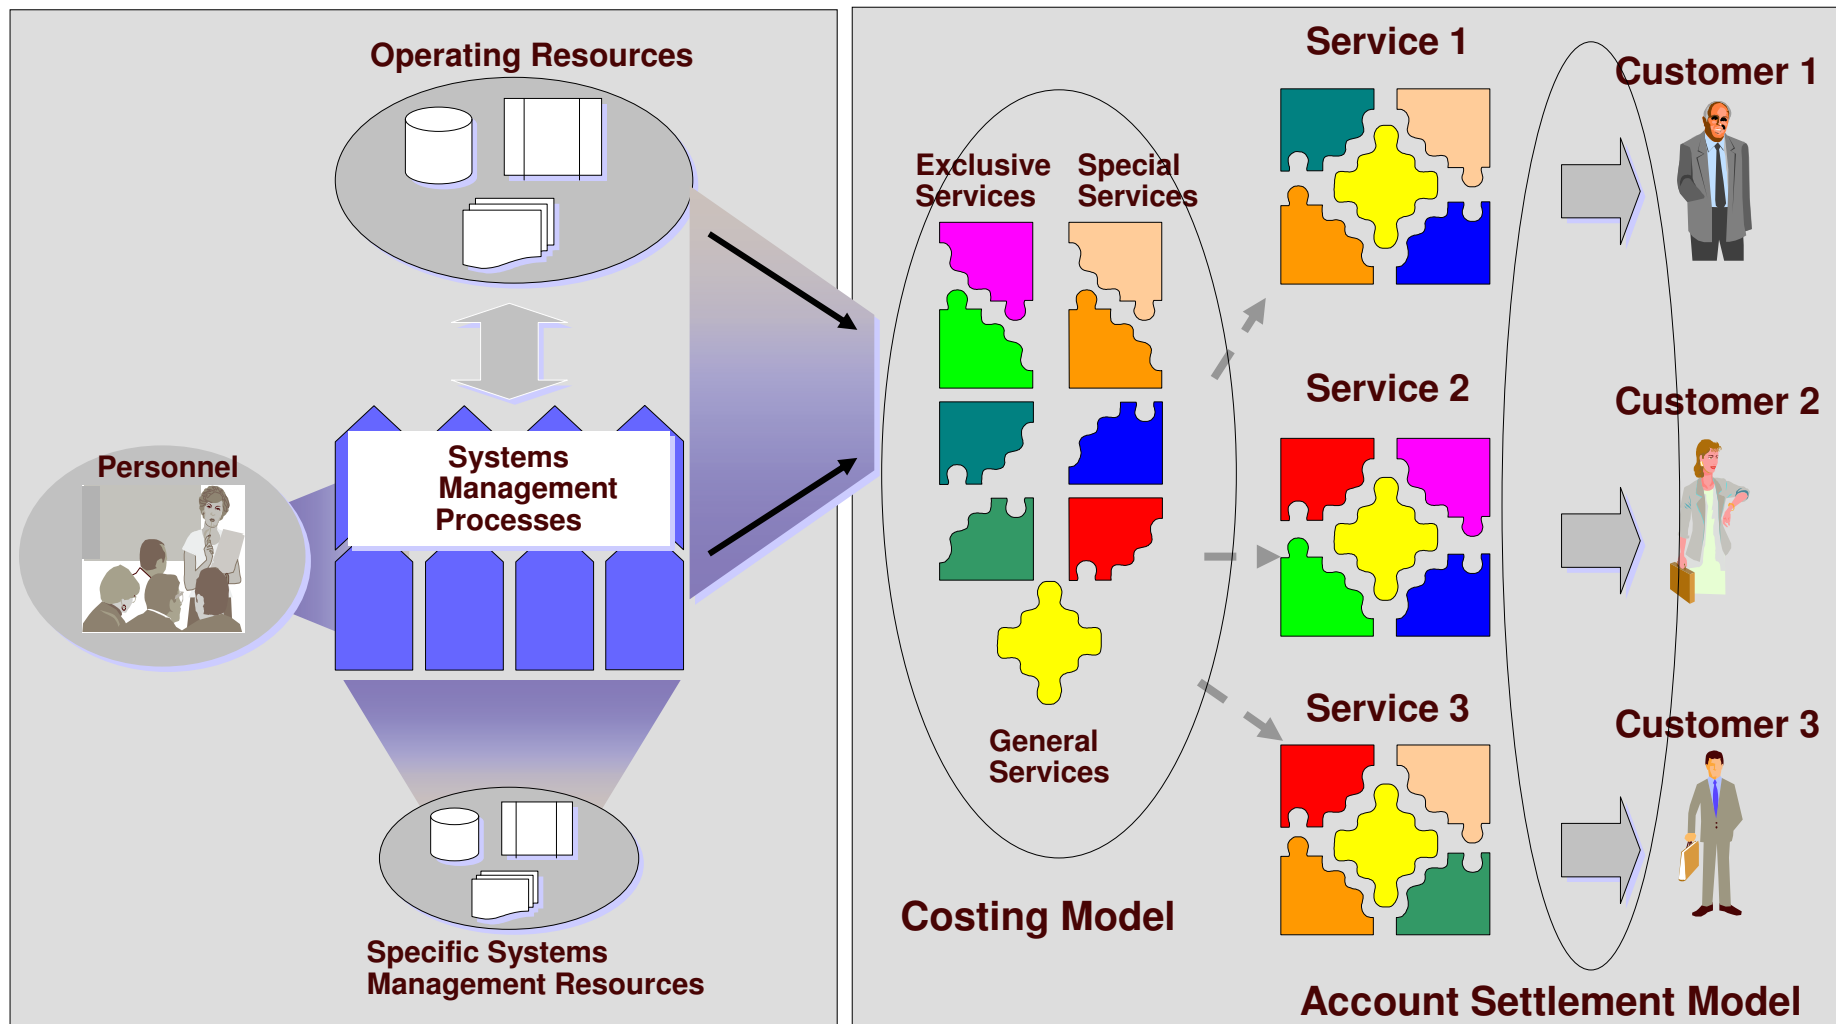 Operating Resources
Personnel
Systems
Management
Processes
Specific Systems
Management Resources
Exclusive
Services
Special
Services
General
Services
Costing Model
Service 1
Service 2
Service 3
Customer 1
Customer 2
Customer 3
Account Settlement Model